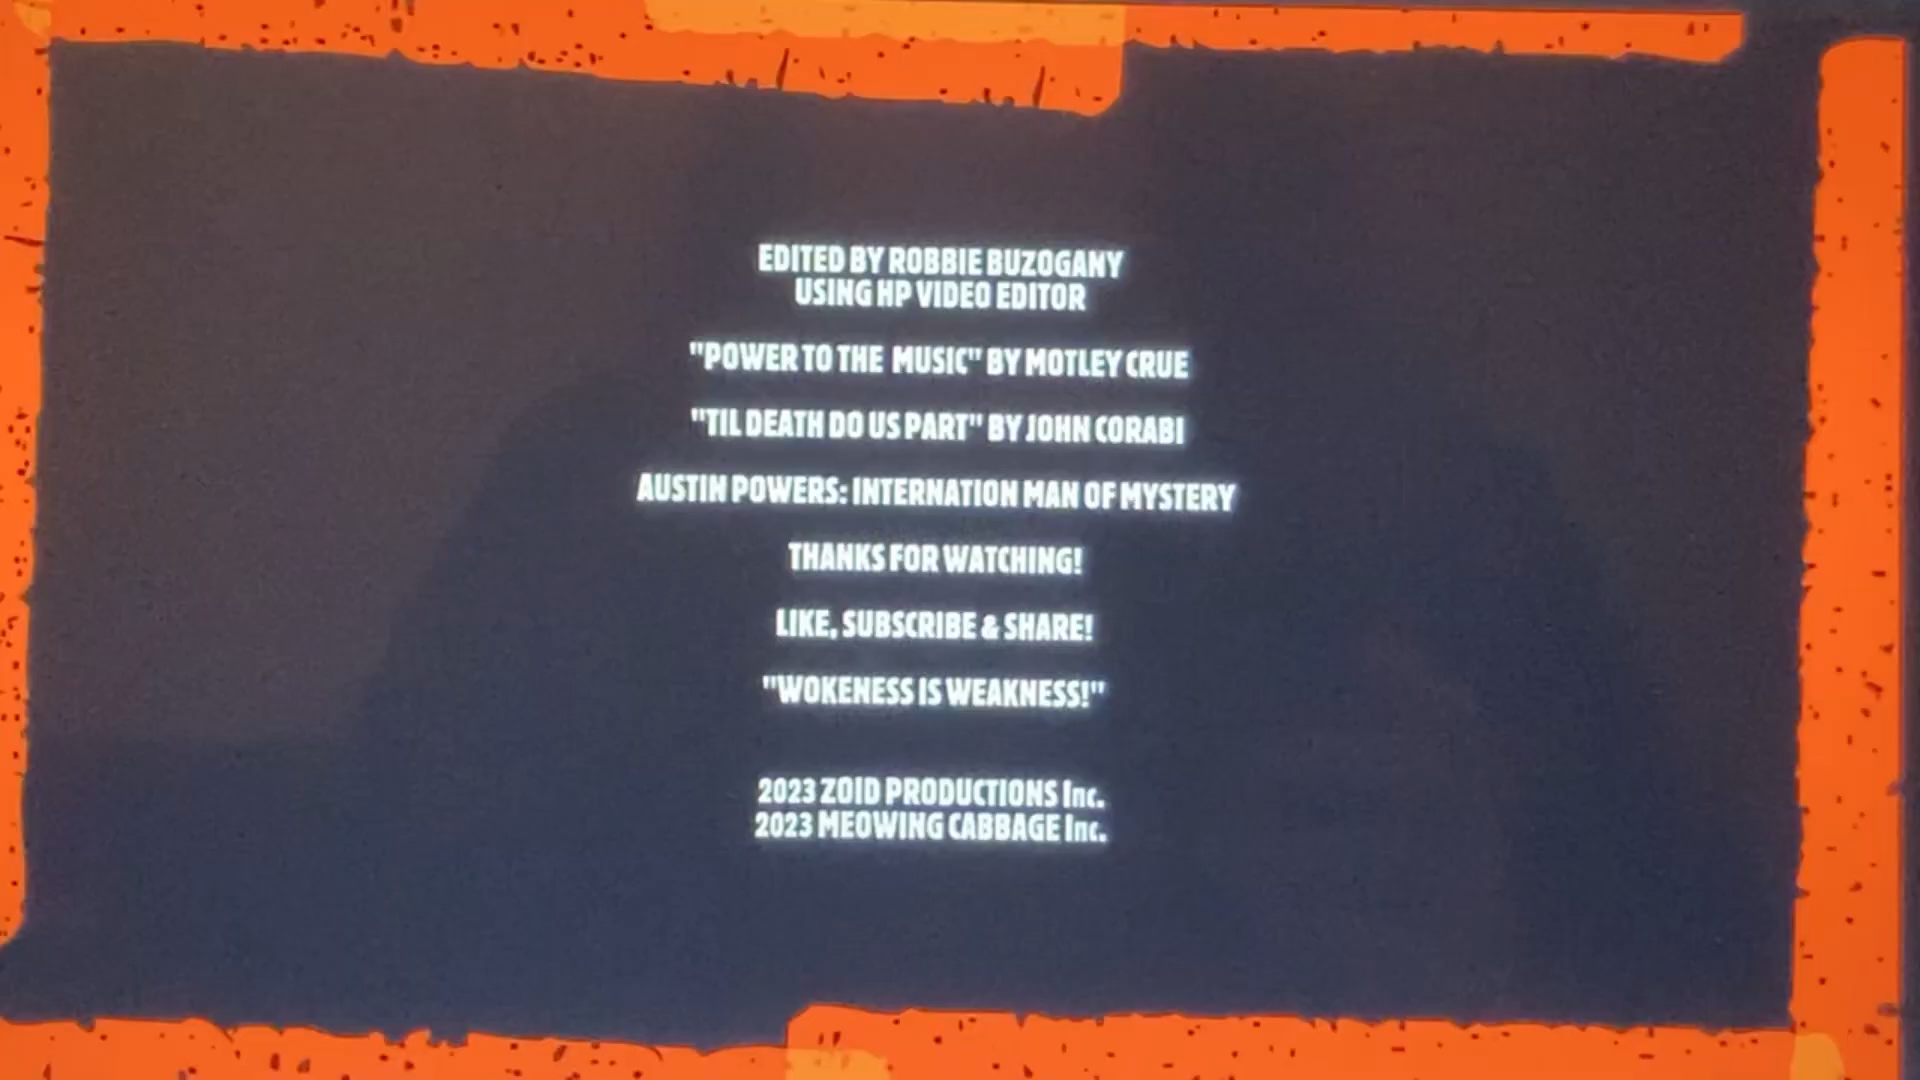 EDITED BY ROBBIE BUZOGANY
USING HP VIDEO EDITOR
"POWER TO THE MUSIC" BY MOTLEY CRUE
"TIL DEATH DO US PART" BY JOHN CORABI
AUSTIN POWERS: INTERNATION MAN OF MYSTERY
THANKS FOR WATCHING!
LIKE, SUBSCRIBE & SHARE!
"WOKENESS IS WEAKNESS!"
2023 ZOID PRODUCTIONS Inc.
2023 MEOWING CABBAGE Inc.